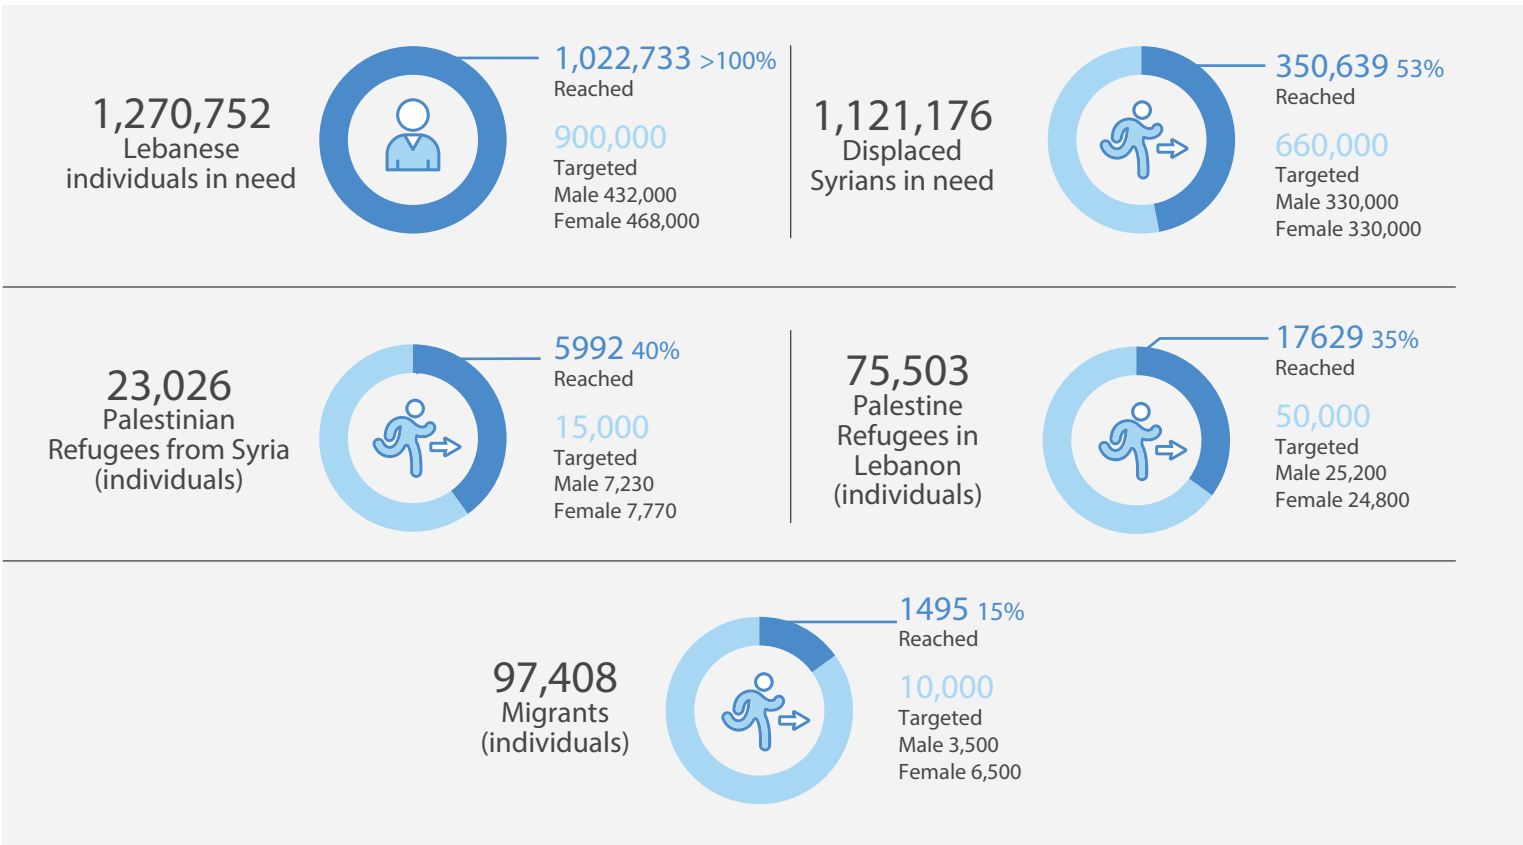 1,270,752
Lebanese
individuals in need
1,022,733 >100%
Reached
900,000
Targeted
Male 432,000
Female 468,000
1,121,176
Displaced
Syrians in need
350,639 53%
Reached
660,000
Targeted
Male 330,000
Female 330,000
23,026
Palestinian
Refugees from Syria
(individuals)
5992 40%
Reached
15,000
Targeted
Male 7,230
Female 7,770
75,503
Palestine
Refugees in
Lebanon
(individuals)
17629 35%
Reached
50,000
Targeted
Male 25,200
Female 24,800
97,408
Migrants
(individuals)
1495 15%
Reached
10,000
Targeted
Male 3,500
Female 6,500